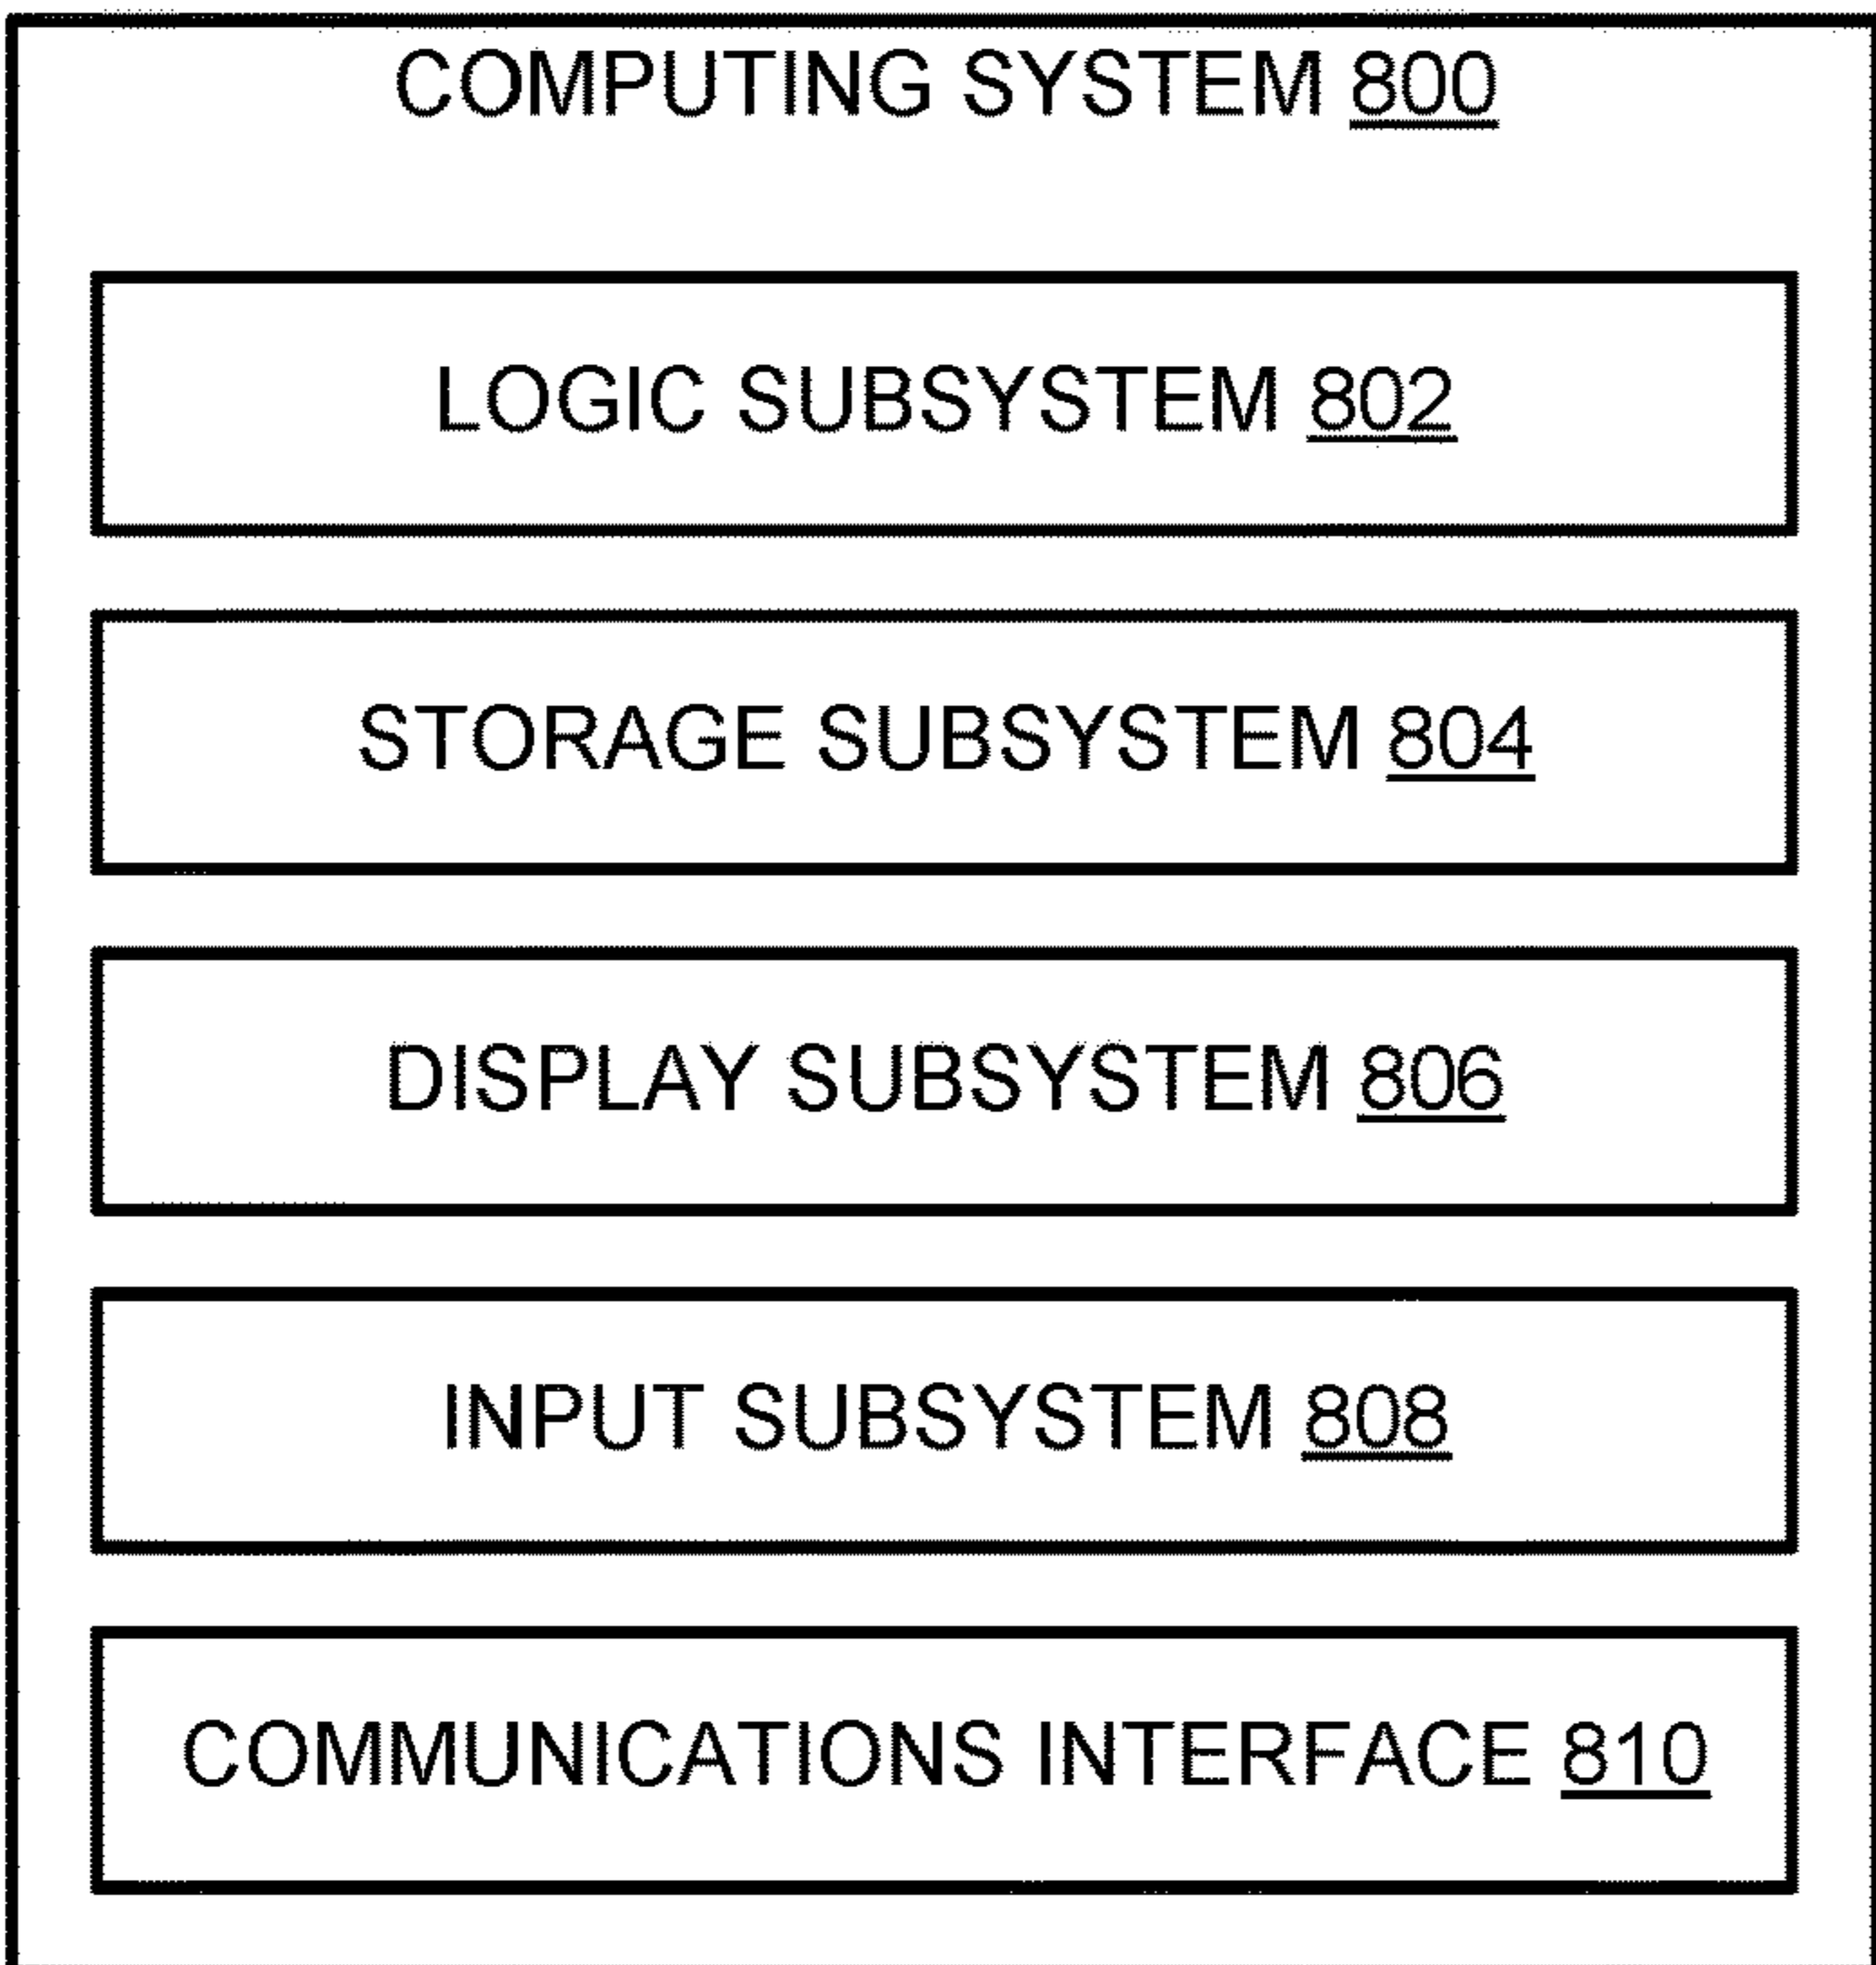 COMPUTING SYSTEM 800
LOGIC SUBSYSTEM 802
STORAGE SUBSYSTEM 804
DISPLAY SUBSYSTEM 806
INPUT SUBSYSTEM 808
COMMUNICATIONS INTERFACE 810